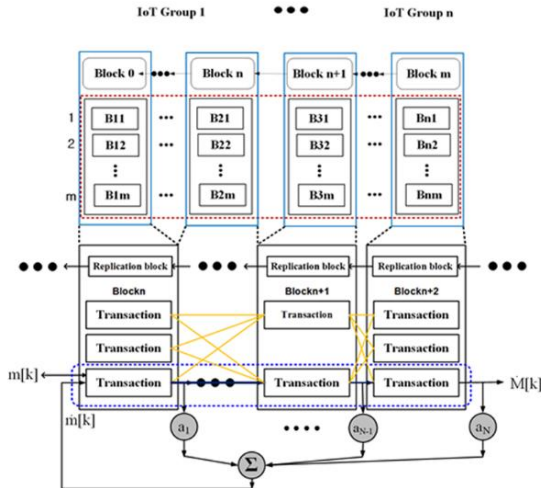 IoT Group 1 IoT Group n
Block 0 Block n Block n+1 Block m
1 B11 B21 B31 Bn1
2 B12 B22 B32 Bn2
m B1m B2m B3m Bnm
Replication block Replication block Replication block
Blockn Blockn+1 Blockn+2
Transaction Transaction Transaction
Transaction Transaction
m[k] Transaction Transaction Transaction Ṁ[k]
ṁ[k]
a1 aN-1 aN
Σ